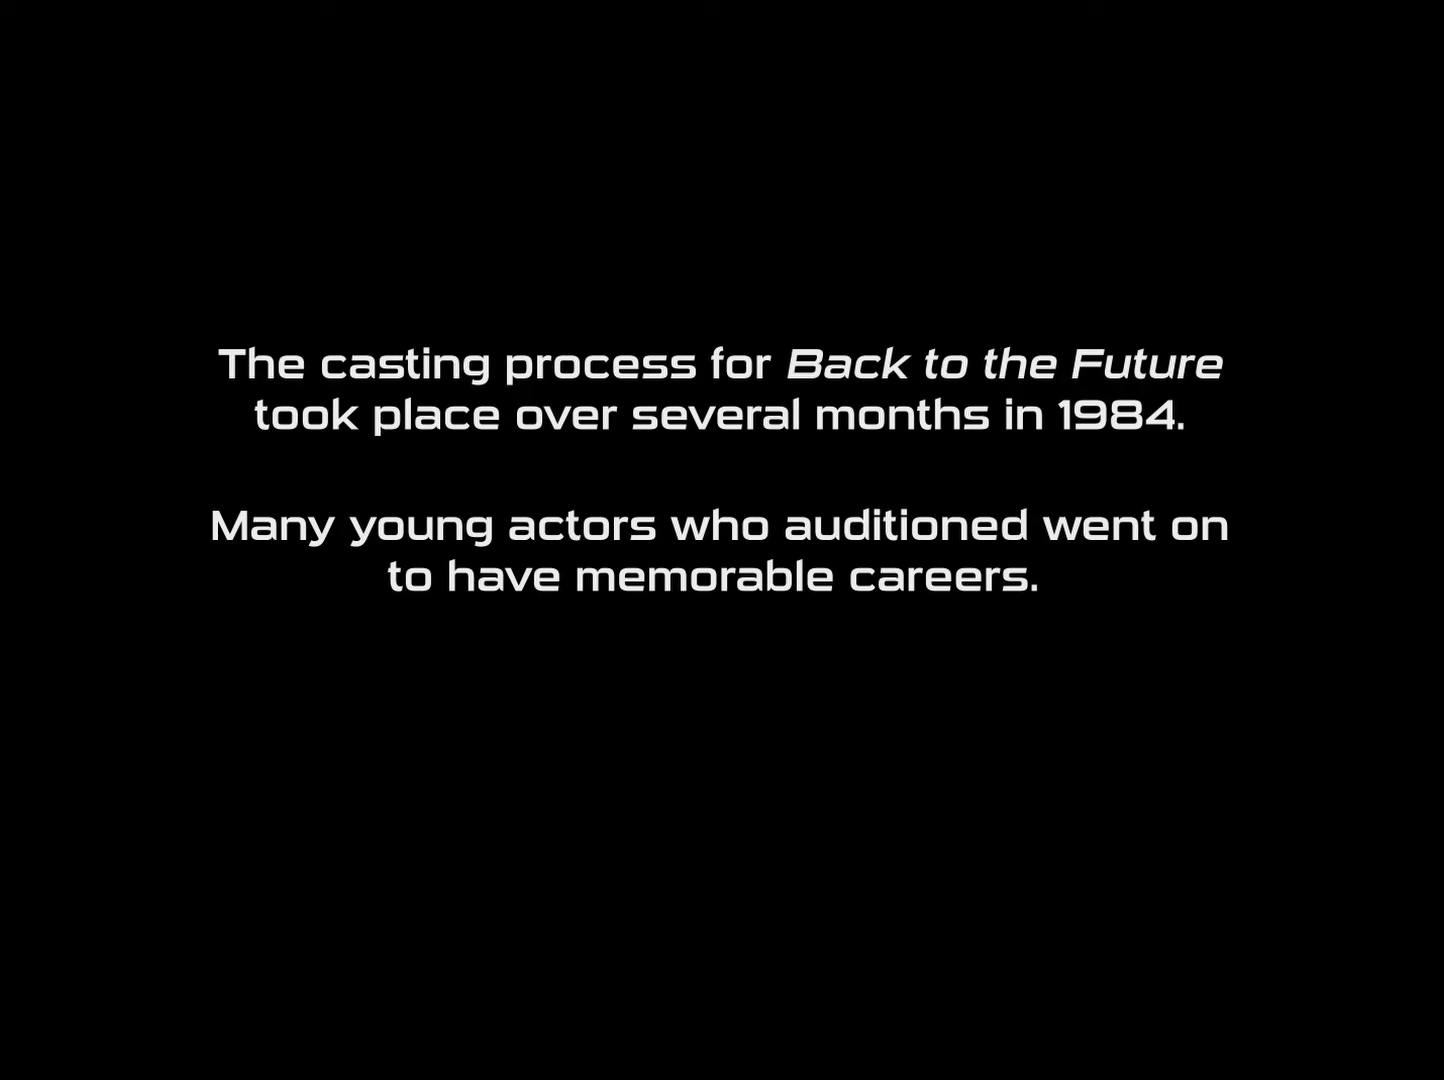 The casting process for Back to the Future
took place over several months in 1984.
Many young actors who auditioned went on
to have memorable careers.